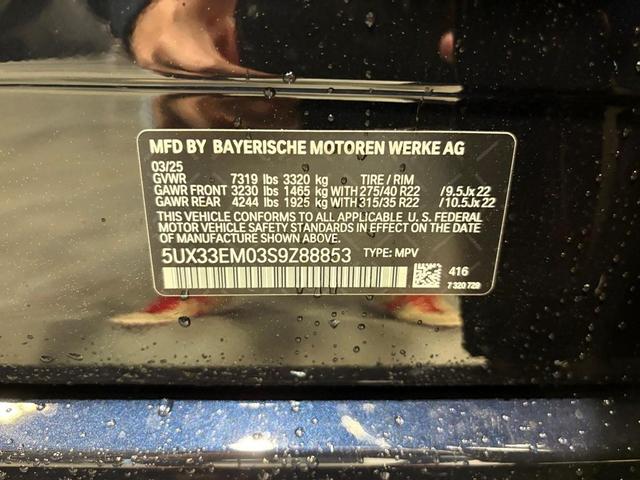 MFD BY BAYERISCHE MOTOREN WERKE AG
03/25
GVWR 7319 lbs 3320 kg TIRE / RIM
GAWR FRONT 3230 lbs 1465 kg WITH 275/40 R22 /9.5Jx22
GAWR REAR 4244 lbs 1925 kg WITH 315/35 R22 /10.5Jx22
THIS VEHICLE CONFORMS TO ALL APPLICABLE U. S. FEDERAL
MOTOR VEHICLE SAFETY STANDARDS IN EFFECT ON THE DATE
OF MANUFACTURE SHOWN ABOVE.
5UX33EM03S9Z88853 TYPE: MPV
416
7 320 729